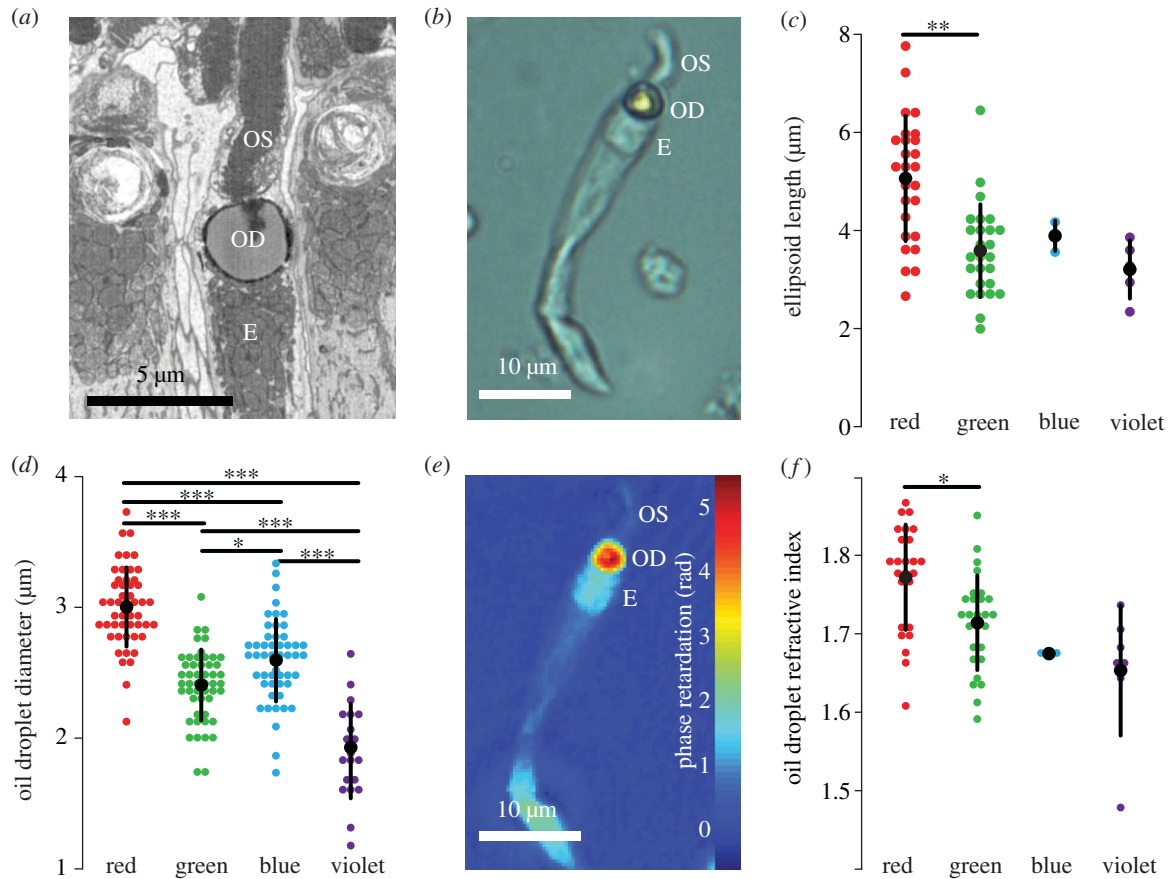 (a)
OS
OD
E
5 μm
(b)
OS
OD
E
10 μm
(c)
**
ellipsoid length (μm)
8
6
4
2
0
red green blue violet
(d)
***
***
*** ***
* ***
oil droplet diameter (μm)
4
3
2
1
red green blue violet
(e)
OS
OD
E
10 μm
phase retardation (rad)
5
4
3
2
1
0
(f)
*
oil droplet refractive index
1.8
1.7
1.6
1.5
red green blue violet